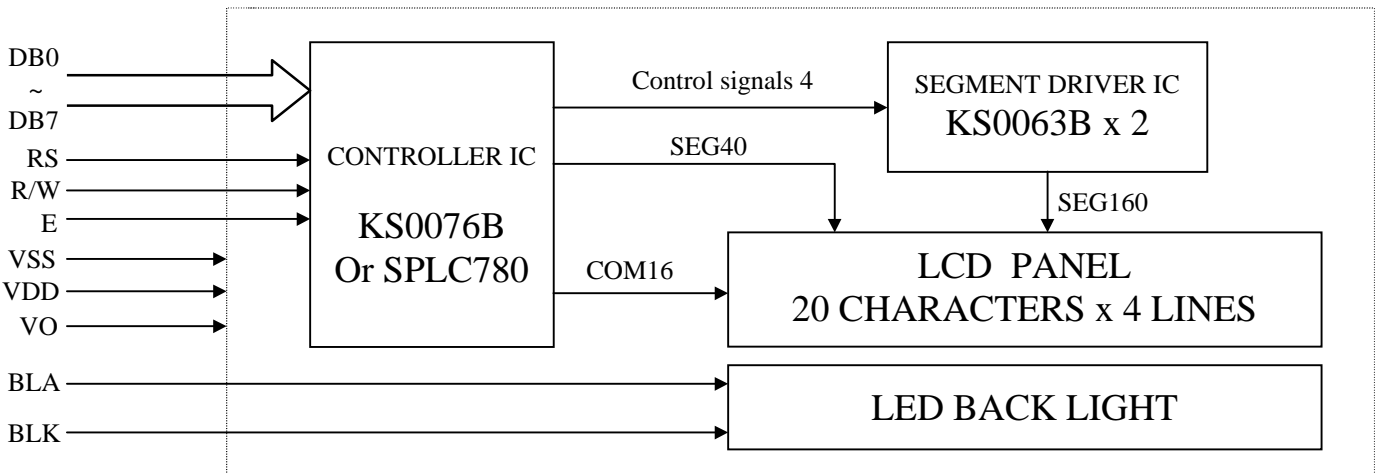 DB0
~
DB7
RS
R/W
E
VSS
VDD
VO
BLA
BLK
CONTROLLER IC
KS0076B
Or SPLC780
Control signals 4
SEG40
COM16
SEGMENT DRIVER IC
KS0063B x 2
SEG160
LCD PANEL
20 CHARACTERS x 4 LINES
LED BACK LIGHT